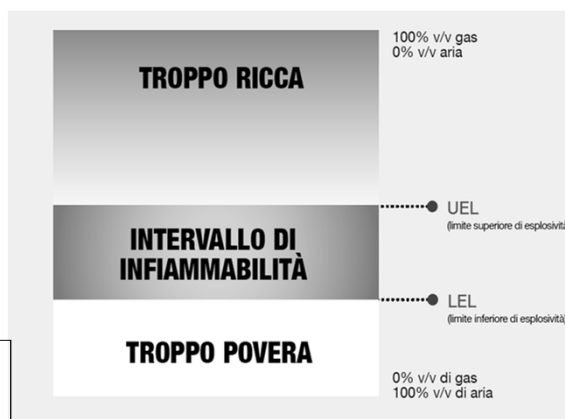 100% v/v gas
0% v/v aria
TROPPO RICCA
UEL
(limite superiore di esplosività
INTERVALLO DI
INFIAMMABILITÀ
LEL
(limite inferiore di esplosività)
TROPPO POVERA
0% v/v di gas
100% v/v di aria